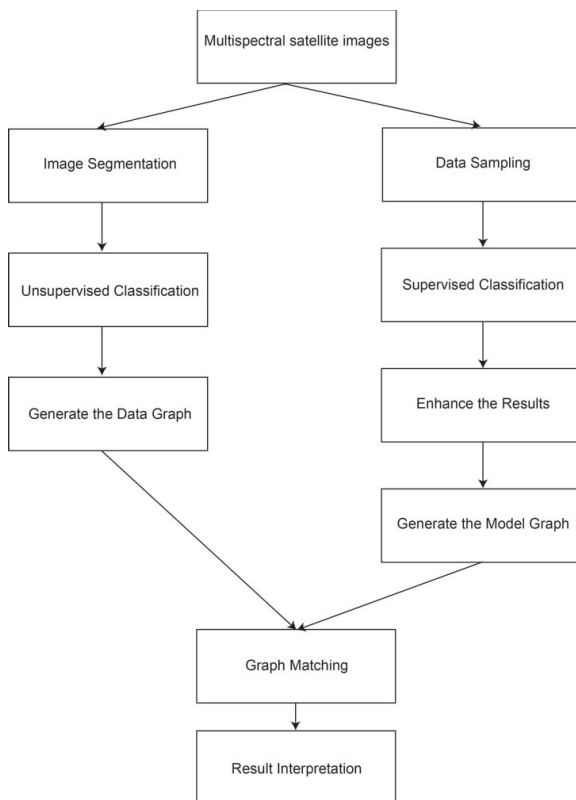 Multispectral satellite images
Image Segmentation
Data Sampling
Unsupervised Classification
Supervised Classification
Generate the Data Graph
Enhance the Results
Generate the Model Graph
Graph Matching
Result Interpretation